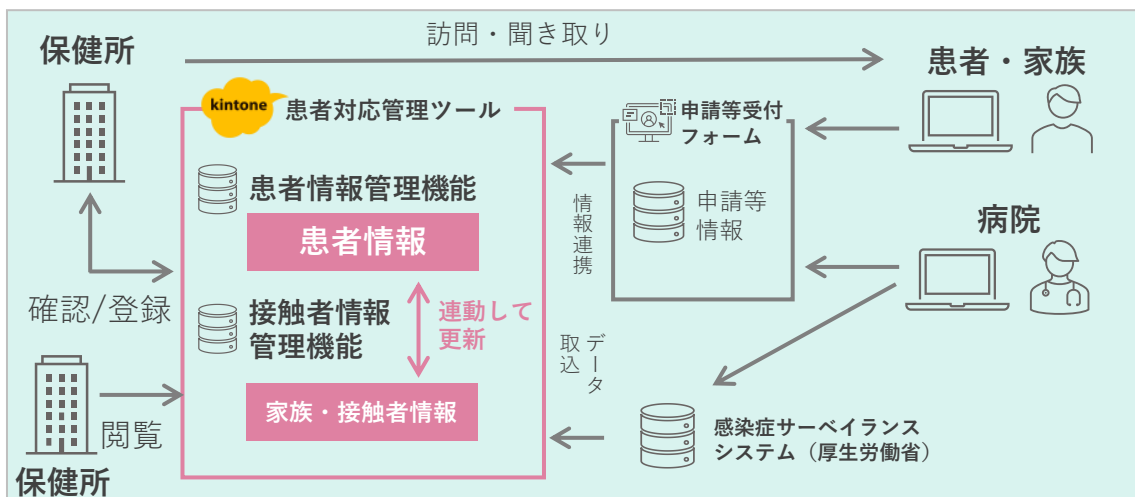 訪問・聞き取り
保健所
患者・家族
kintone
患者対応管理ツール
申請等受付
フォーム
患者情報管理機能
患者情報
情報連携
申請等
情報
病院
確認/登録
接触者情報
管理機能
連動して
更新
データ
取込
家族・接触者情報
閲覧
保健所
感染症サーベイランス
システム（厚生労働省）